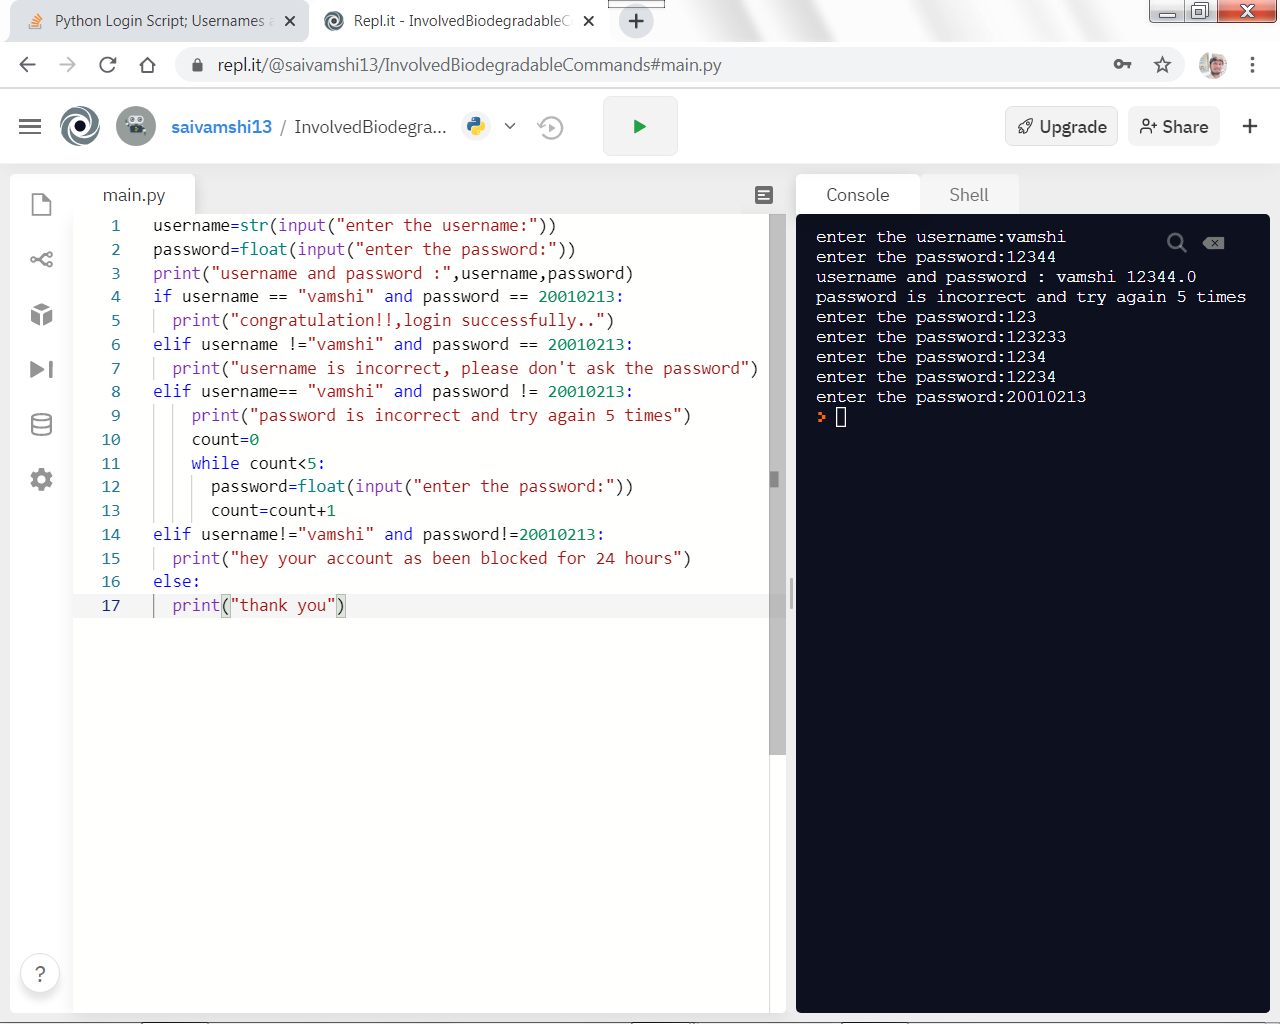 Python Login Script; Usernames a
Repl.it - InvolvedBiodegradableC
repl.it/@saivamshi13/InvolvedBiodegradableCommands#main.py
saivamshi13 / InvolvedBiodegra...
Upgrade
Share
main.py
1 username=str(input("enter the username:"))
2 password=float(input("enter the password:"))
3 print("username and password :",username,password)
4 if username == "vamshi" and password == 20010213:
5 print("congratulation!!,login successfully..")
6 elif username !="vamshi" and password == 20010213:
7 print("username is incorrect, please don't ask the password")
8 elif username== "vamshi" and password != 20010213:
9 print("password is incorrect and try again 5 times")
10 count=0
11 while count<5:
12 password=float(input("enter the password:"))
13 count=count+1
14 elif username!="vamshi" and password!=20010213:
15 print("hey your account as been blocked for 24 hours")
16 else:
17 print("thank you")
Console
Shell
enter the username:vamshi
enter the password:12344
username and password : vamshi 12344.0
password is incorrect and try again 5 times
enter the password:123
enter the password:123233
enter the password:1234
enter the password:12234
enter the password:20010213
>
?